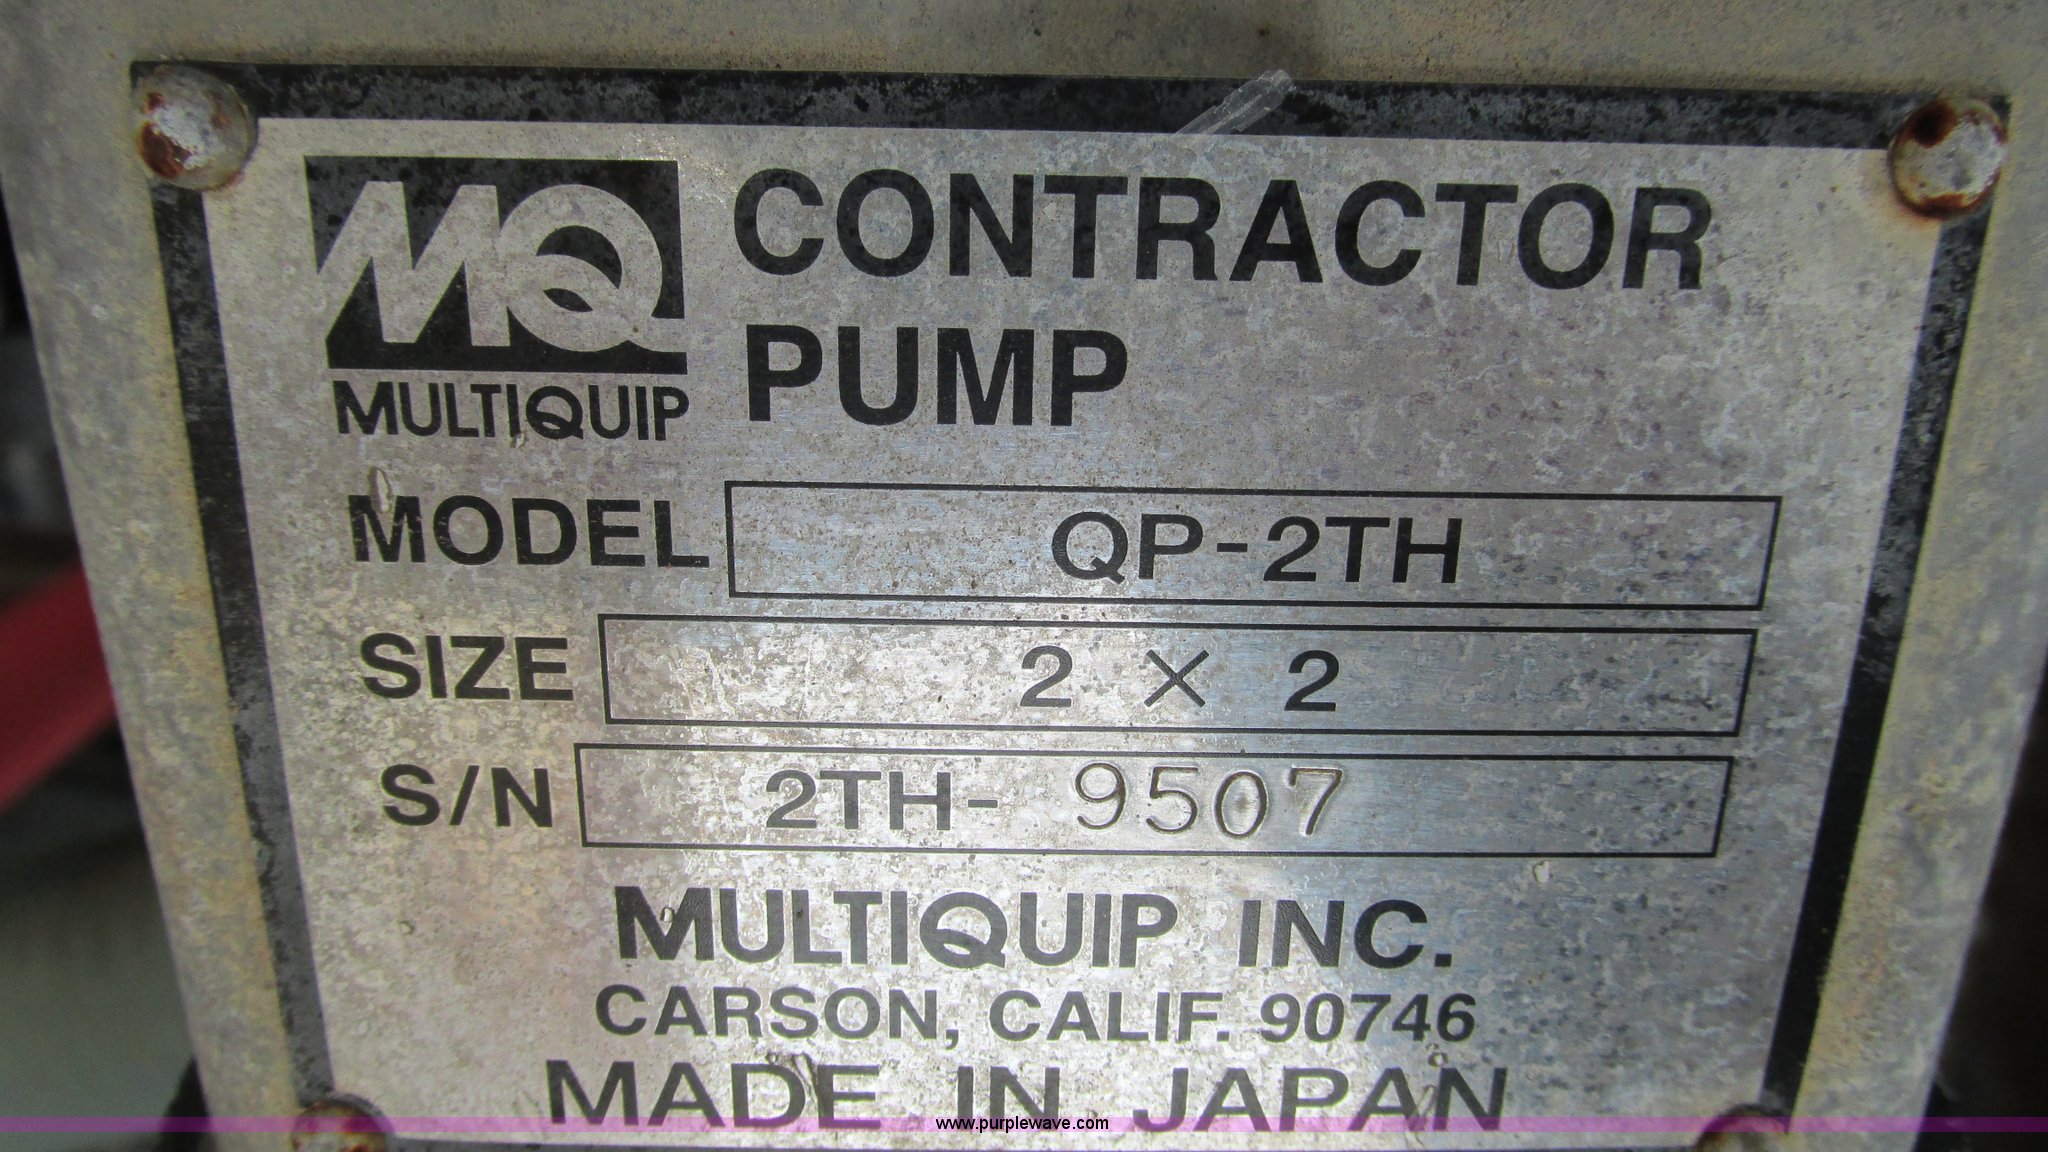 MQ
MULTIQUIP
CONTRACTOR
PUMP
MODEL QP-2TH
SIZE 2 × 2
S/N 2TH- 9507
MULTIQUIP INC.
CARSON, CALIF. 90746
MADE IN JAPAN
www.purplewave.com